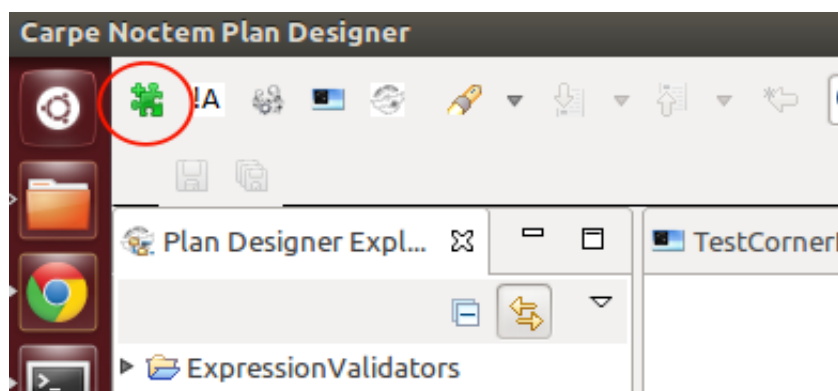 Carpe Noctem Plan Designer
!A
Plan Designer Expl...
TestCorner
ExpressionValidators
>_